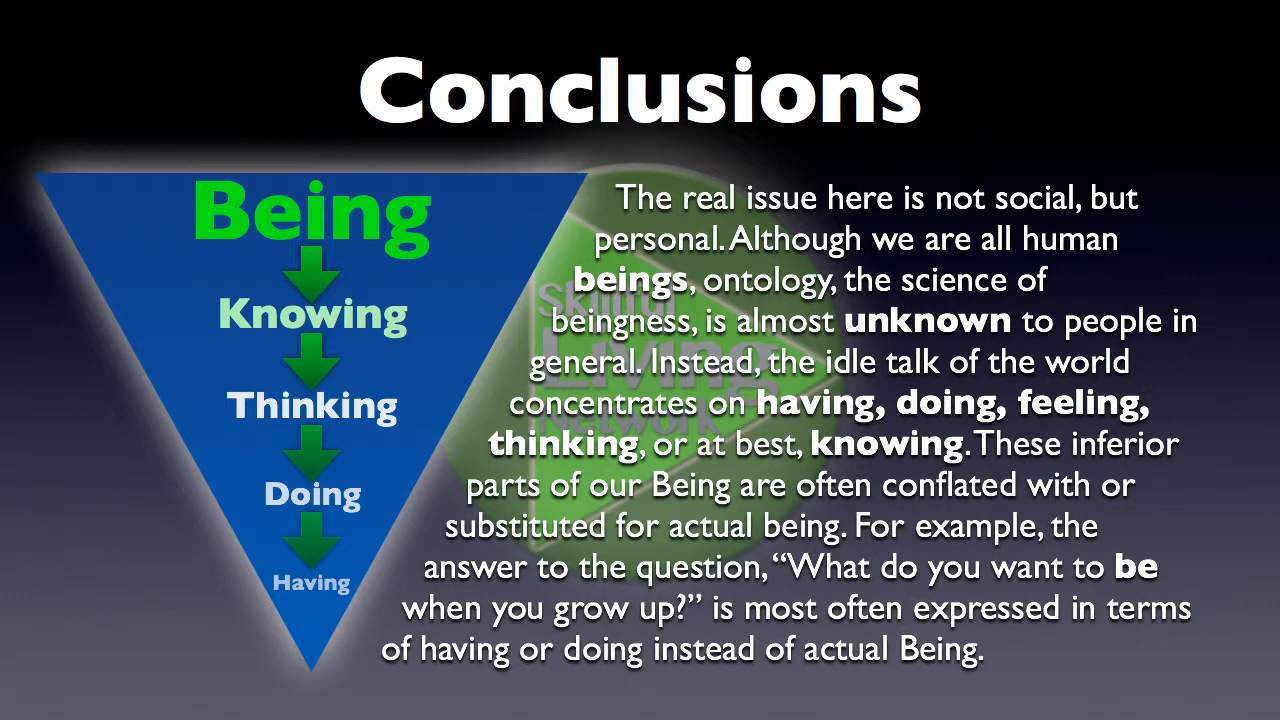 Conclusions
Being
Knowing
Thinking
Doing
Having
The real issue here is not social, but
personal. Although we are all human
beings, ontology, the science of
beingness, is almost unknown to people in
general. Instead, the idle talk of the world
concentrates on having, doing, feeling,
thinking, or at best, knowing. These inferior
parts of our Being are often conflated with or
substituted for actual being. For example, the
answer to the question, “What do you want to be
when you grow up?” is most often expressed in terms
of having or doing instead of actual Being.
Skillful
Living
Network